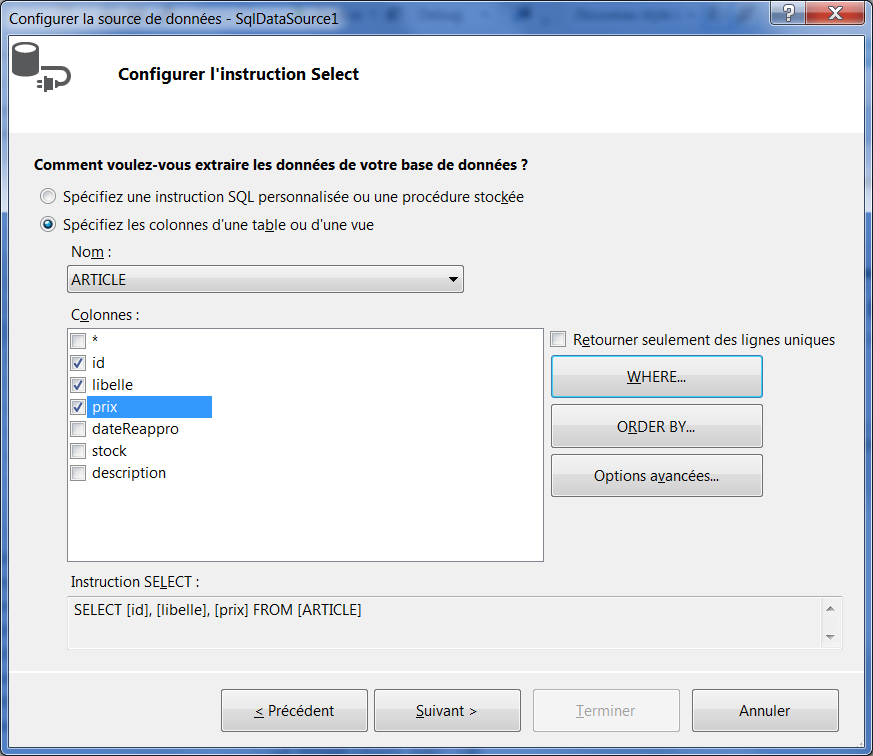 Configurer la source de données - SqlDataSource1
Configurer l'instruction Select
Comment voulez-vous extraire les données de votre base de données ?
Spécifiez une instruction SQL personnalisée ou une procédure stockée
Spécifiez les colonnes d'une table ou d'une vue
Nom :
ARTICLE
Colonnes :
*
Retourner seulement des lignes uniques
id
libelle
prix
dateReappro
stock
description
WHERE...
ORDER BY...
Options avancées...
Instruction SELECT :
SELECT [id], [libelle], [prix] FROM [ARTICLE]
< Précédent
Suivant >
Terminer
Annuler